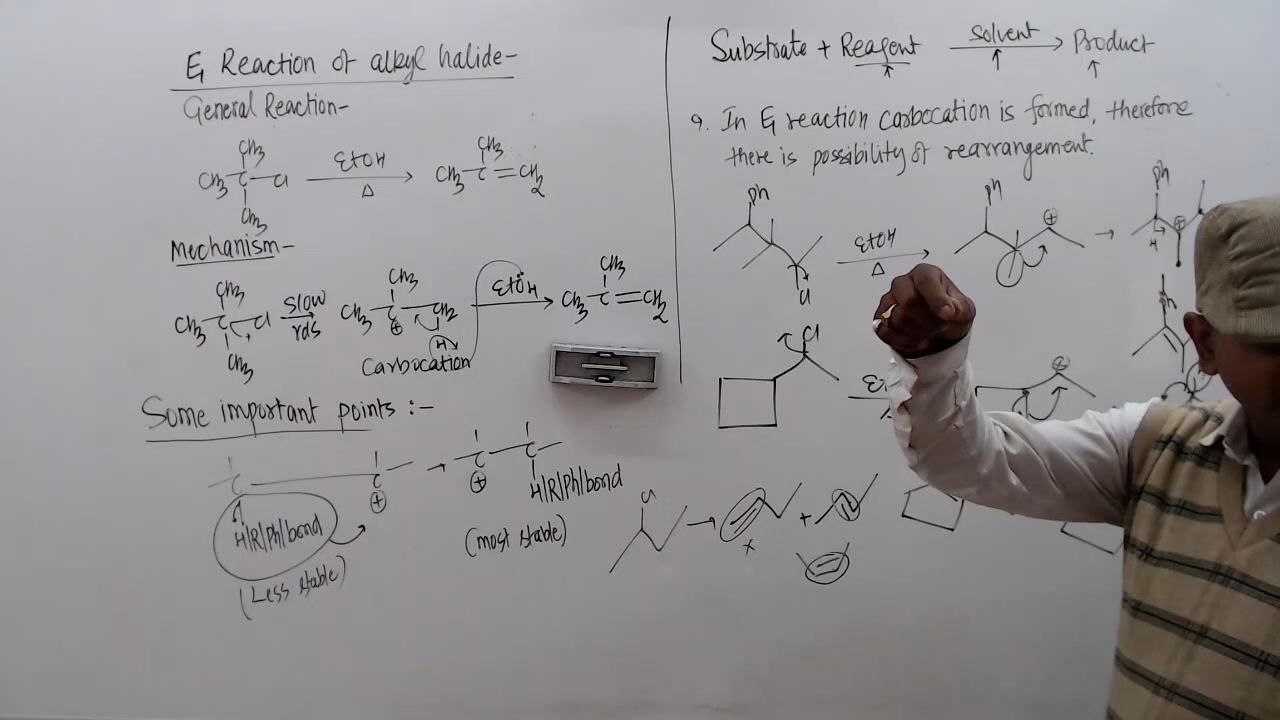 E1 Reaction of alkyl halide-
General Reaction-
CH3
CH3-C-Cl EtOH CH3-C=CH2
Δ CH3
CH3
Mechanism-
CH3 CH3 CH3
CH3-C-Cl slow CH3-C-CH2 EtÖH CH3-C=CH2
rds ⊕ H
CH3
Carbocation
Some important points :-
C C → C - C
⊕ ⊕
H|R|Ph|bond H|R|Ph|bond
(Less stable) (most stable)
Substrate + Reagent solvent Product
9. In E1 reaction carbocation is formed, therefore
there is possibility of rearrangement.
Ph Ph ⊕ Ph
EtOH ⊕
Δ H
Cl Ph
Cl
⊕
Cl
+
x